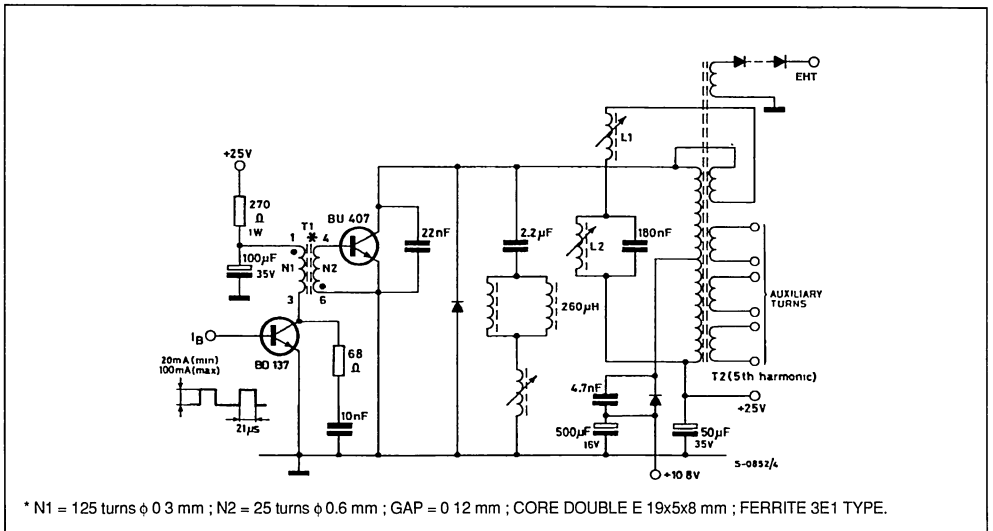 EHT
L1
+25V
270
Ω
1W
T1
*
1
4
BU 407
N1
N2
3
6
100µF
35V
22nF
2.2µF
L2
180nF
260µH
AUXILIARY
TURNS
IB
BD 137
20mA(min)
100mA(max)
21µs
68
Ω
10nF
T2(5th harmonic)
4.7nF
+25V
500µF
16V
50µF
35V
+10 8V
S-0852/4
* N1 = 125 turns ϕ 0 3 mm ; N2 = 25 turns ϕ 0.6 mm ; GAP = 0 12 mm ; CORE DOUBLE E 19x5x8 mm ; FERRITE 3E1 TYPE.